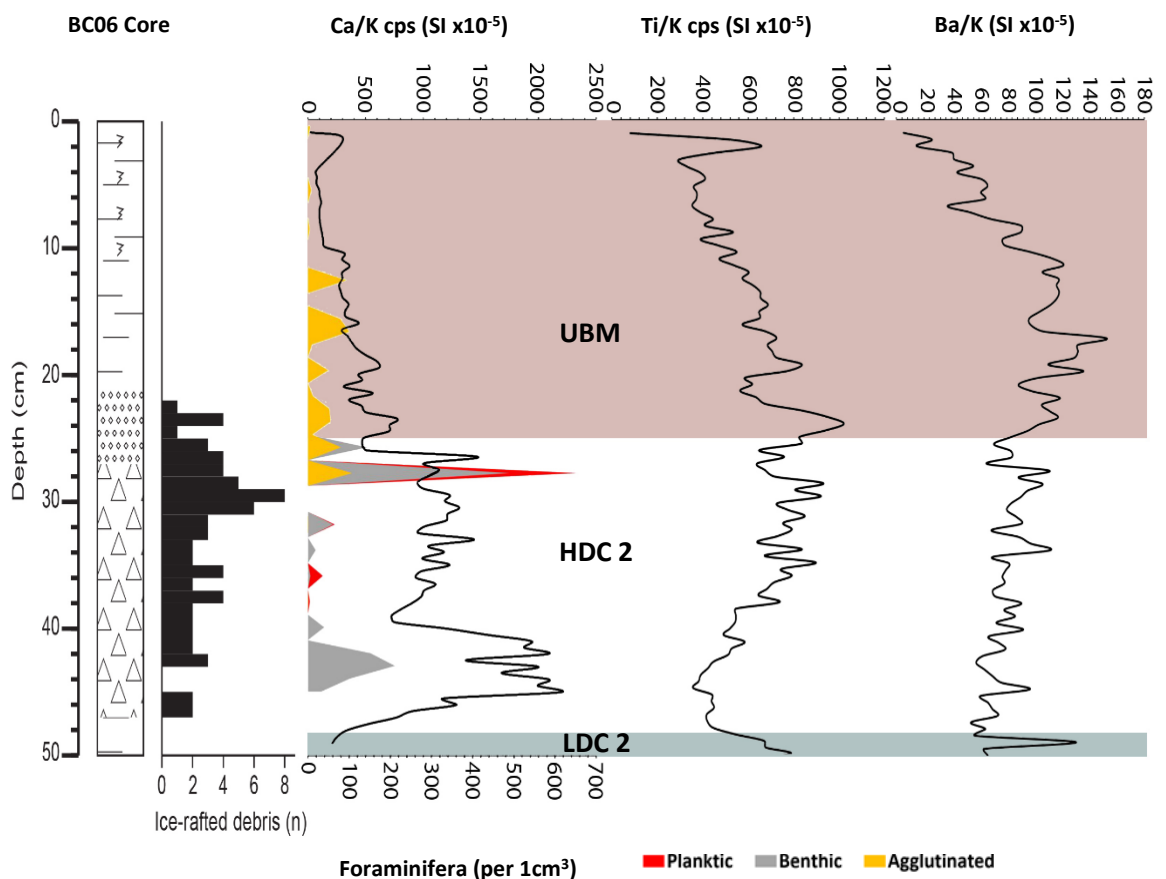 BC06 Core
Ca/K cps (SI x10-5)
Ti/K cps (SI x10-5)
Ba/K (SI x10-5)
0 500 1000 1500 2000 2500
0 200 400 600 800 1000 1200
0 20 40 60 80 100 120 140 160 180
0
10
20
30
40
50
Depth (cm)
UBM
HDC 2
LDC 2
0 2 4 6 8
Ice-rafted debris (n)
0 100 200 300 400 500 600 700
Foraminifera (per 1cm³)
Planktic Benthic Agglutinated